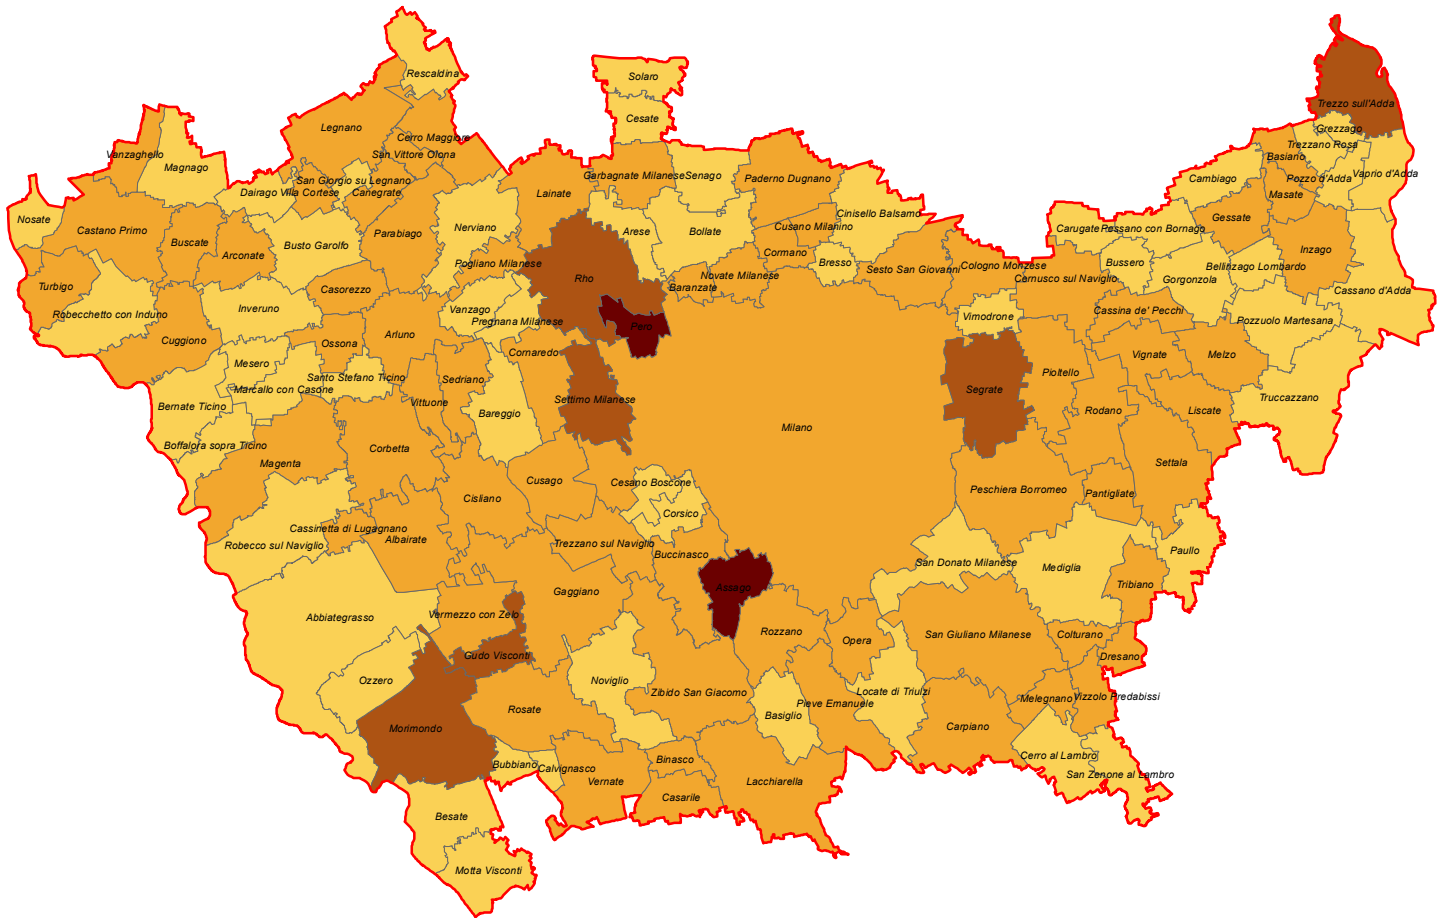 Rescaldina
Solaro
Cesate
Trezzo sull'Adda
Legnano
Cerro Maggiore
Grezzago
Trezzano Rosa
Vanzaghello
Magnago
San Vittore Olona
Basiano
San Giorgio su Legnano
Garbagnate Milanese
Senago
Paderno Dugnano
Cambiago
Pozzo d'Adda
Vaprio d'Adda
Dairago
Villa Cortese
Canegrate
Lainate
Masate
Nosate
Castano Primo
Buscate
Busto Garolfo
Parabiago
Nerviano
Arese
Bollate
Cusano Milanino
Cinisello Balsamo
Carugate
Pessano con Bornago
Gessate
Arconate
Pogliano Milanese
Cormano
Bresso
Sesto San Giovanni
Cologno Monzese
Bussero
Bellinzago Lombardo
Inzago
Turbigo
Casorezzo
Rho
Baranzate
Novate Milanese
Cernusco sul Naviglio
Gorgonzola
Cassano d'Adda
Robecchetto con Induno
Inveruno
Vanzago
Pregnana Milanese
Pero
Vimodrone
Cassina de' Pecchi
Pozzuolo Martesana
Cuggiono
Ossona
Arluno
Cornaredo
Vignate
Melzo
Mesero
Santo Stefano Ticino
Sedriano
Pioltello
Marcallo con Casone
Vittuone
Settimo Milanese
Segrate
Truccazzano
Bernate Ticino
Bareggio
Milano
Rodano
Liscate
Boffalora sopra Ticino
Corbetta
Magenta
Settala
Cisliano
Cusago
Cesano Boscone
Peschiera Borromeo
Pantigliate
Corsico
Cassinetta di Lugagnano
Albairate
Robecco sul Naviglio
Trezzano sul Naviglio
Buccinasco
San Donato Milanese
Mediglia
Paullo
Assago
Tribiano
Abbiategrasso
Vermezzo con Zelo
Gaggiano
Rozzano
Opera
San Giuliano Milanese
Colturano
Gudo Visconti
Dresano
Ozzero
Noviglio
Zibido San Giacomo
Locate di Triulzi
Melegnano
Vizzolo Predabissi
Rosate
Basiglio
Pieve Emanuele
Morimondo
Carpiano
Bubbiano
Calvignasco
Binasco
Cerro al Lambro
Vernate
Lacchiarella
San Zenone al Lambro
Casarile
Besate
Motta Visconti